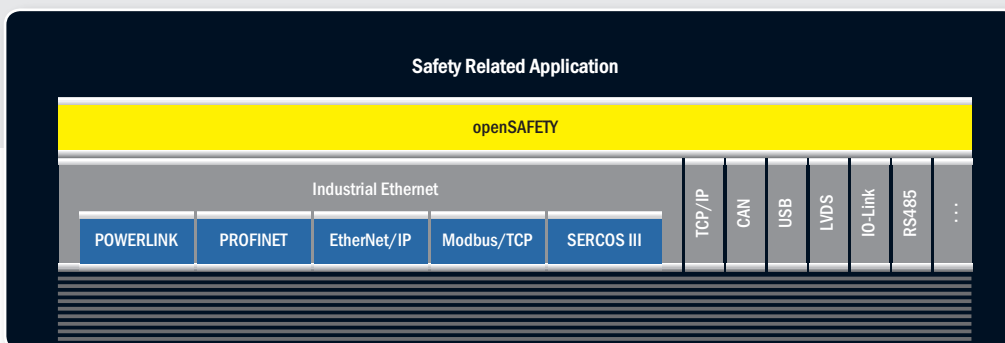 Safety Related Application
openSAFETY
Industrial Ethernet
POWERLINK
PROFINET
EtherNet/IP
Modbus/TCP
SERCOS III
TCP/IP
CAN
USB
LVDS
IO-Link
RS485
...